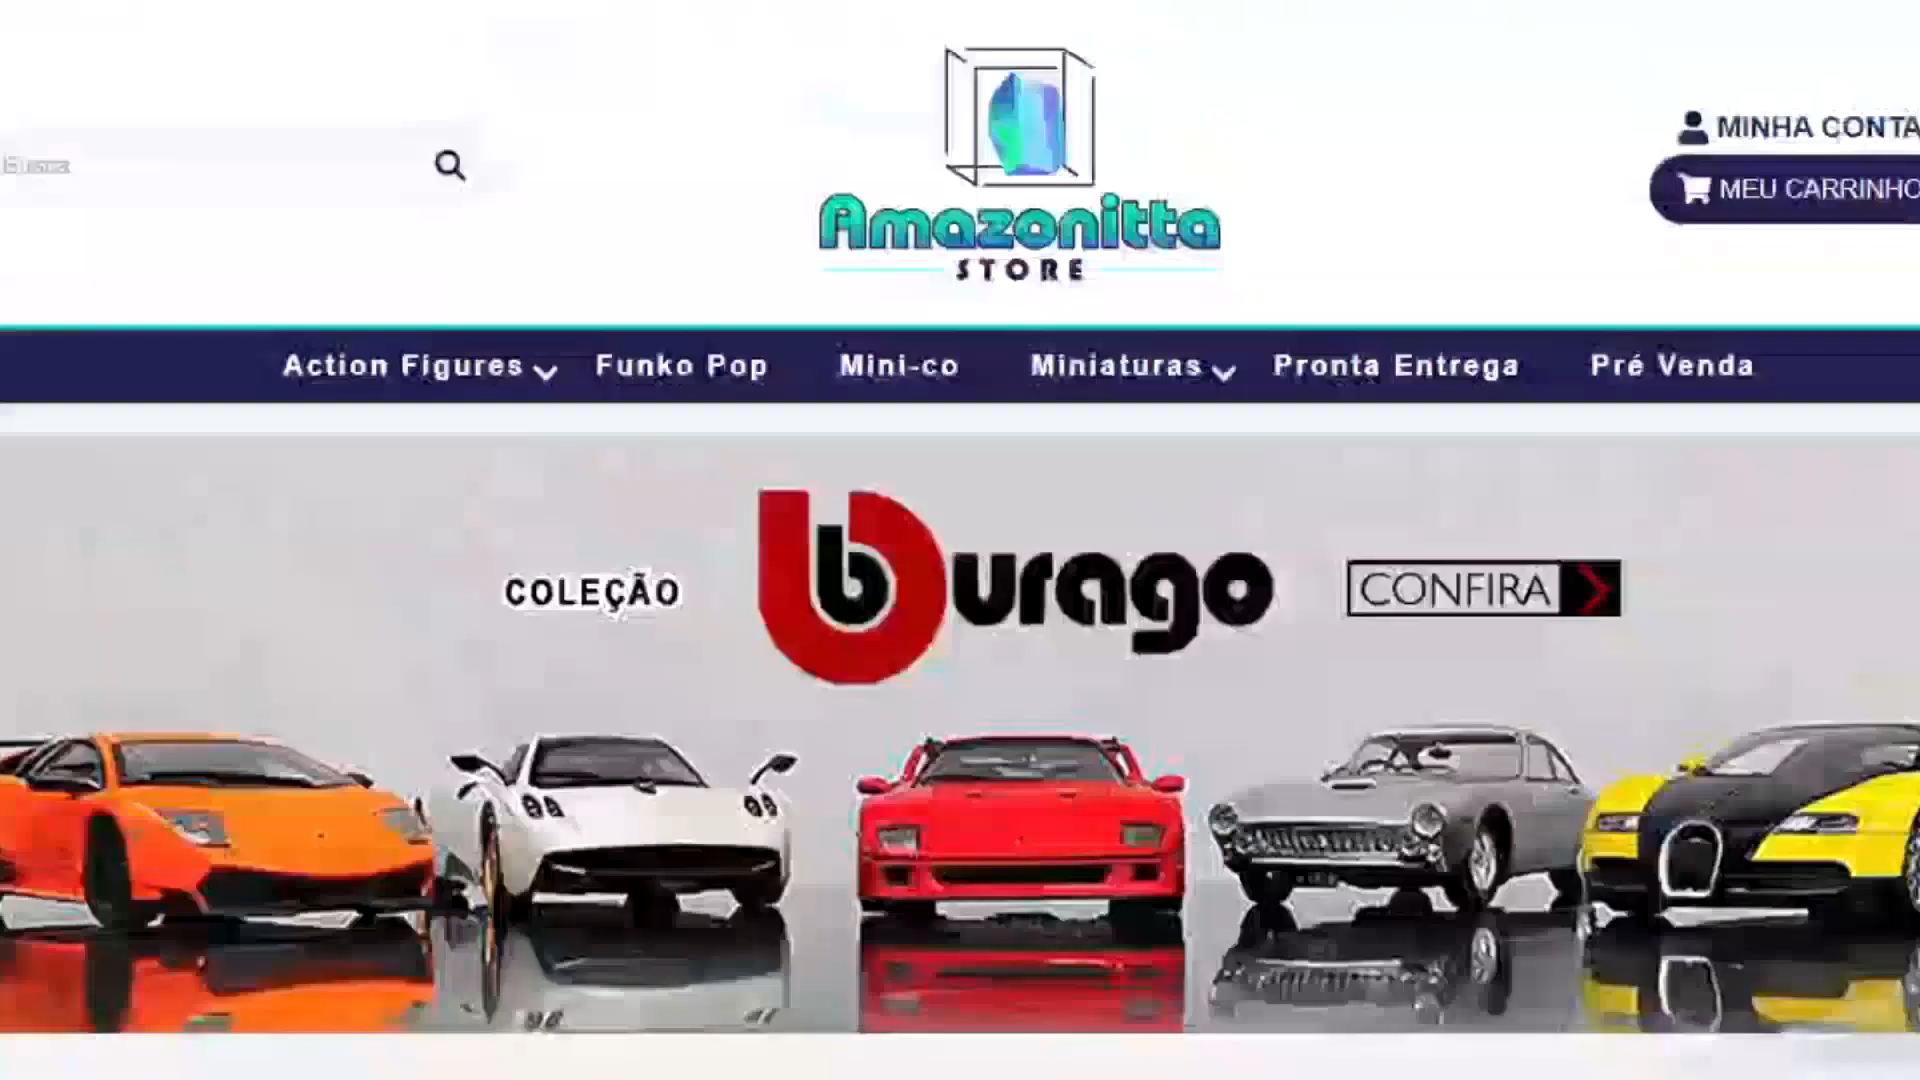 MINHA CONTA
Busca
MEU CARRINHO
Amazonitta
STORE
Action Figures Funko Pop Mini-co Miniaturas Pronta Entrega Pré Venda
COLEÇÃO burago CONFIRA